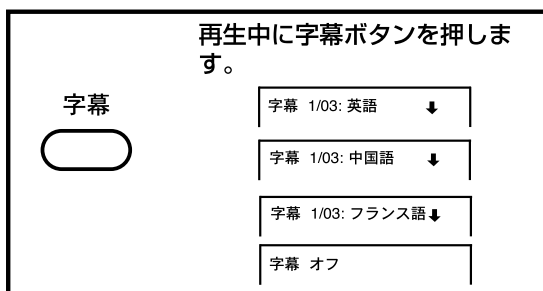 再生中に字幕ボタンを押しま
す。
字幕
字幕 1/03: 英語 ⬇
字幕 1/03: 中国語 ⬇
字幕 1/03: フランス語⬇
字幕 オフ